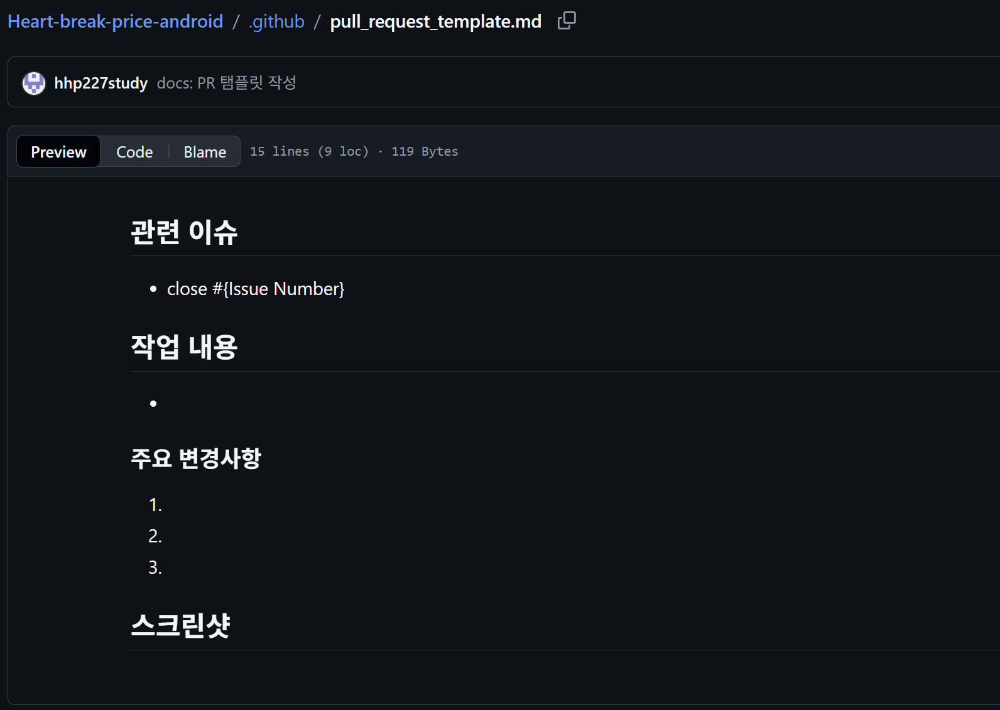 Heart-break-price-android / .github / pull_request_template.md
hhp227study docs: PR 탬플릿 작성
Preview Code Blame 15 lines (9 loc) · 119 Bytes
관련 이슈
• close #{Issue Number}
작업 내용
•
주요 변경사항
1.
2.
3.
스크린샷